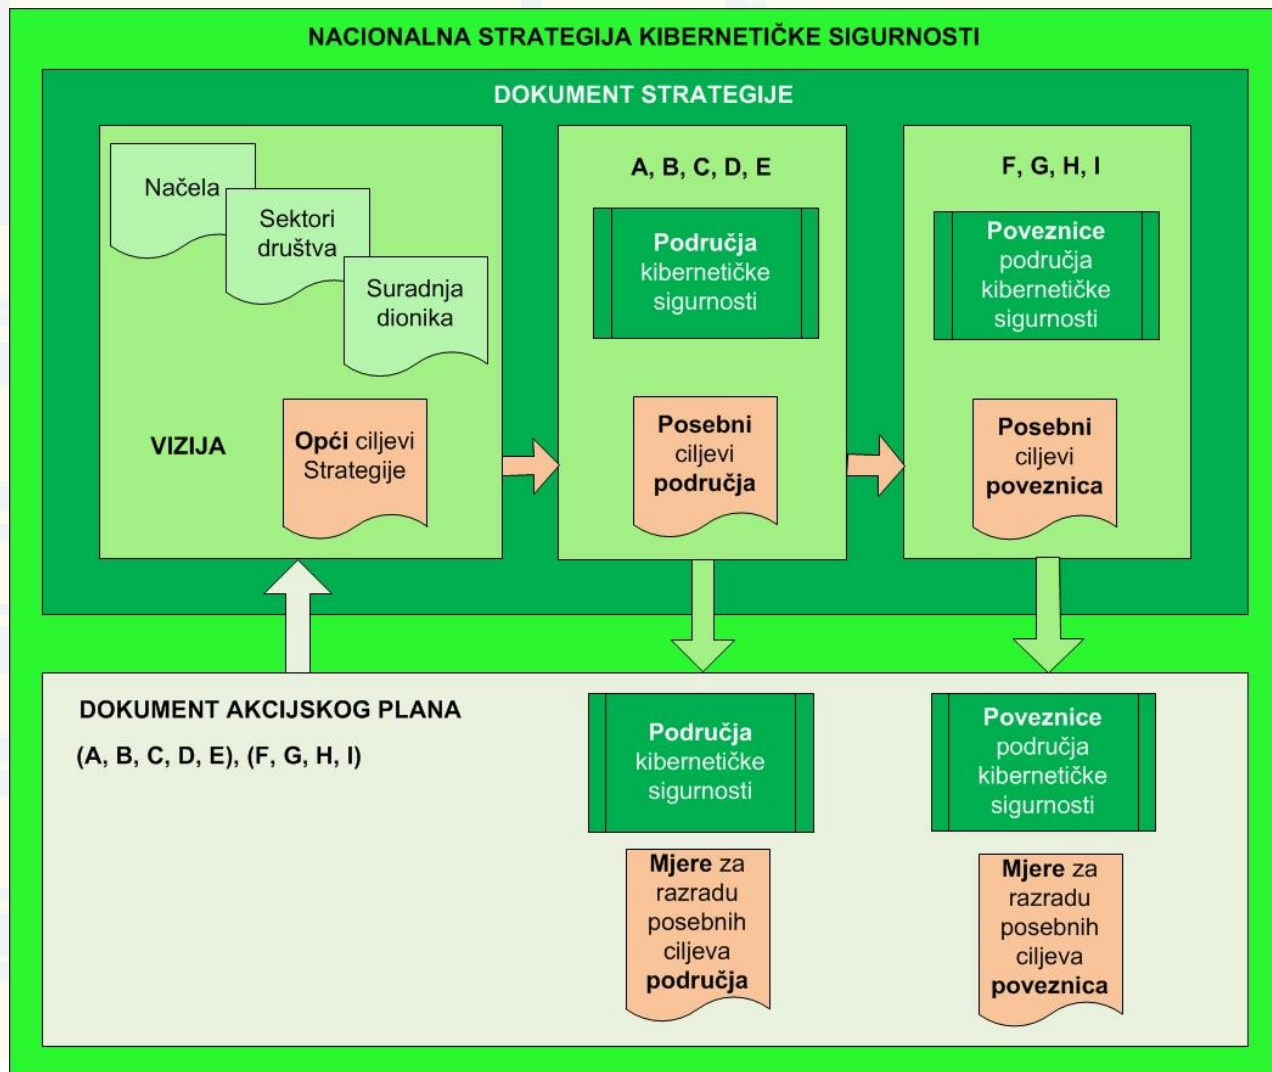 NACIONALNA STRATEGIJA KIBERNETIČKE SIGURNOSTI
DOKUMENT STRATEGIJE
Načela
Sektori
društva
Suradnja
dionika
VIZIJA
Opći ciljevi
Strategije
A, B, C, D, E
Područja
kibernetičke
sigurnosti
Posebni
ciljevi
područja
F, G, H, I
Poveznice
područja
kibernetičke
sigurnosti
Posebni
ciljevi
poveznica
DOKUMENT AKCIJSKOG PLANA
(A, B, C, D, E), (F, G, H, I)
Područja
kibernetičke
sigurnosti
Mjere za
razradu
posebnih
ciljeva
područja
Poveznice
područja
kibernetičke
sigurnosti
Mjere za
razradu
posebnih
ciljeva
poveznica